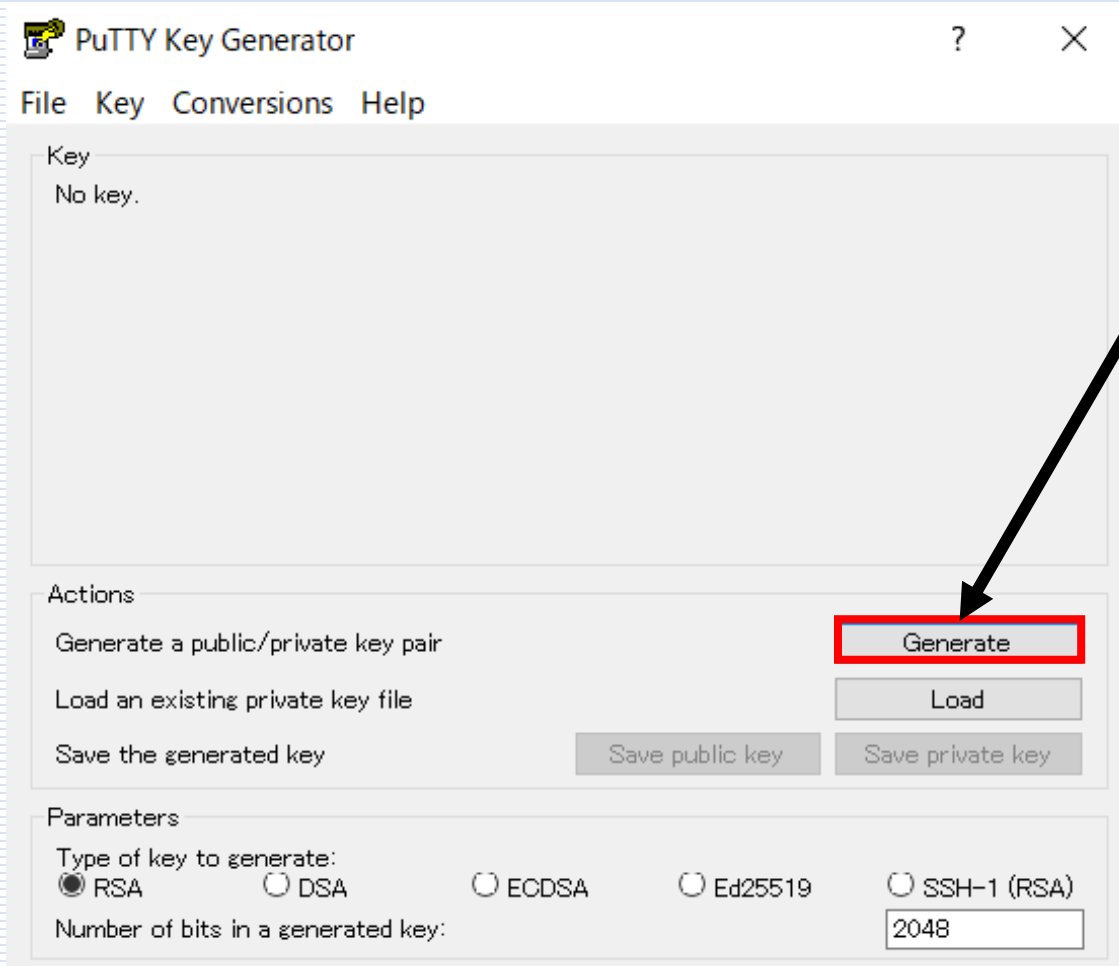 PuTTY Key Generator ?
File Key Conversions Help
Key
No key.
Actions
Generate a public/private key pair Generate
Load an existing private key file Load
Save the generated key Save public key Save private key
Parameters
Type of key to generate:
RSA DSA ECDSA Ed25519 SSH-1 (RSA)
Number of bits in a generated key: 2048